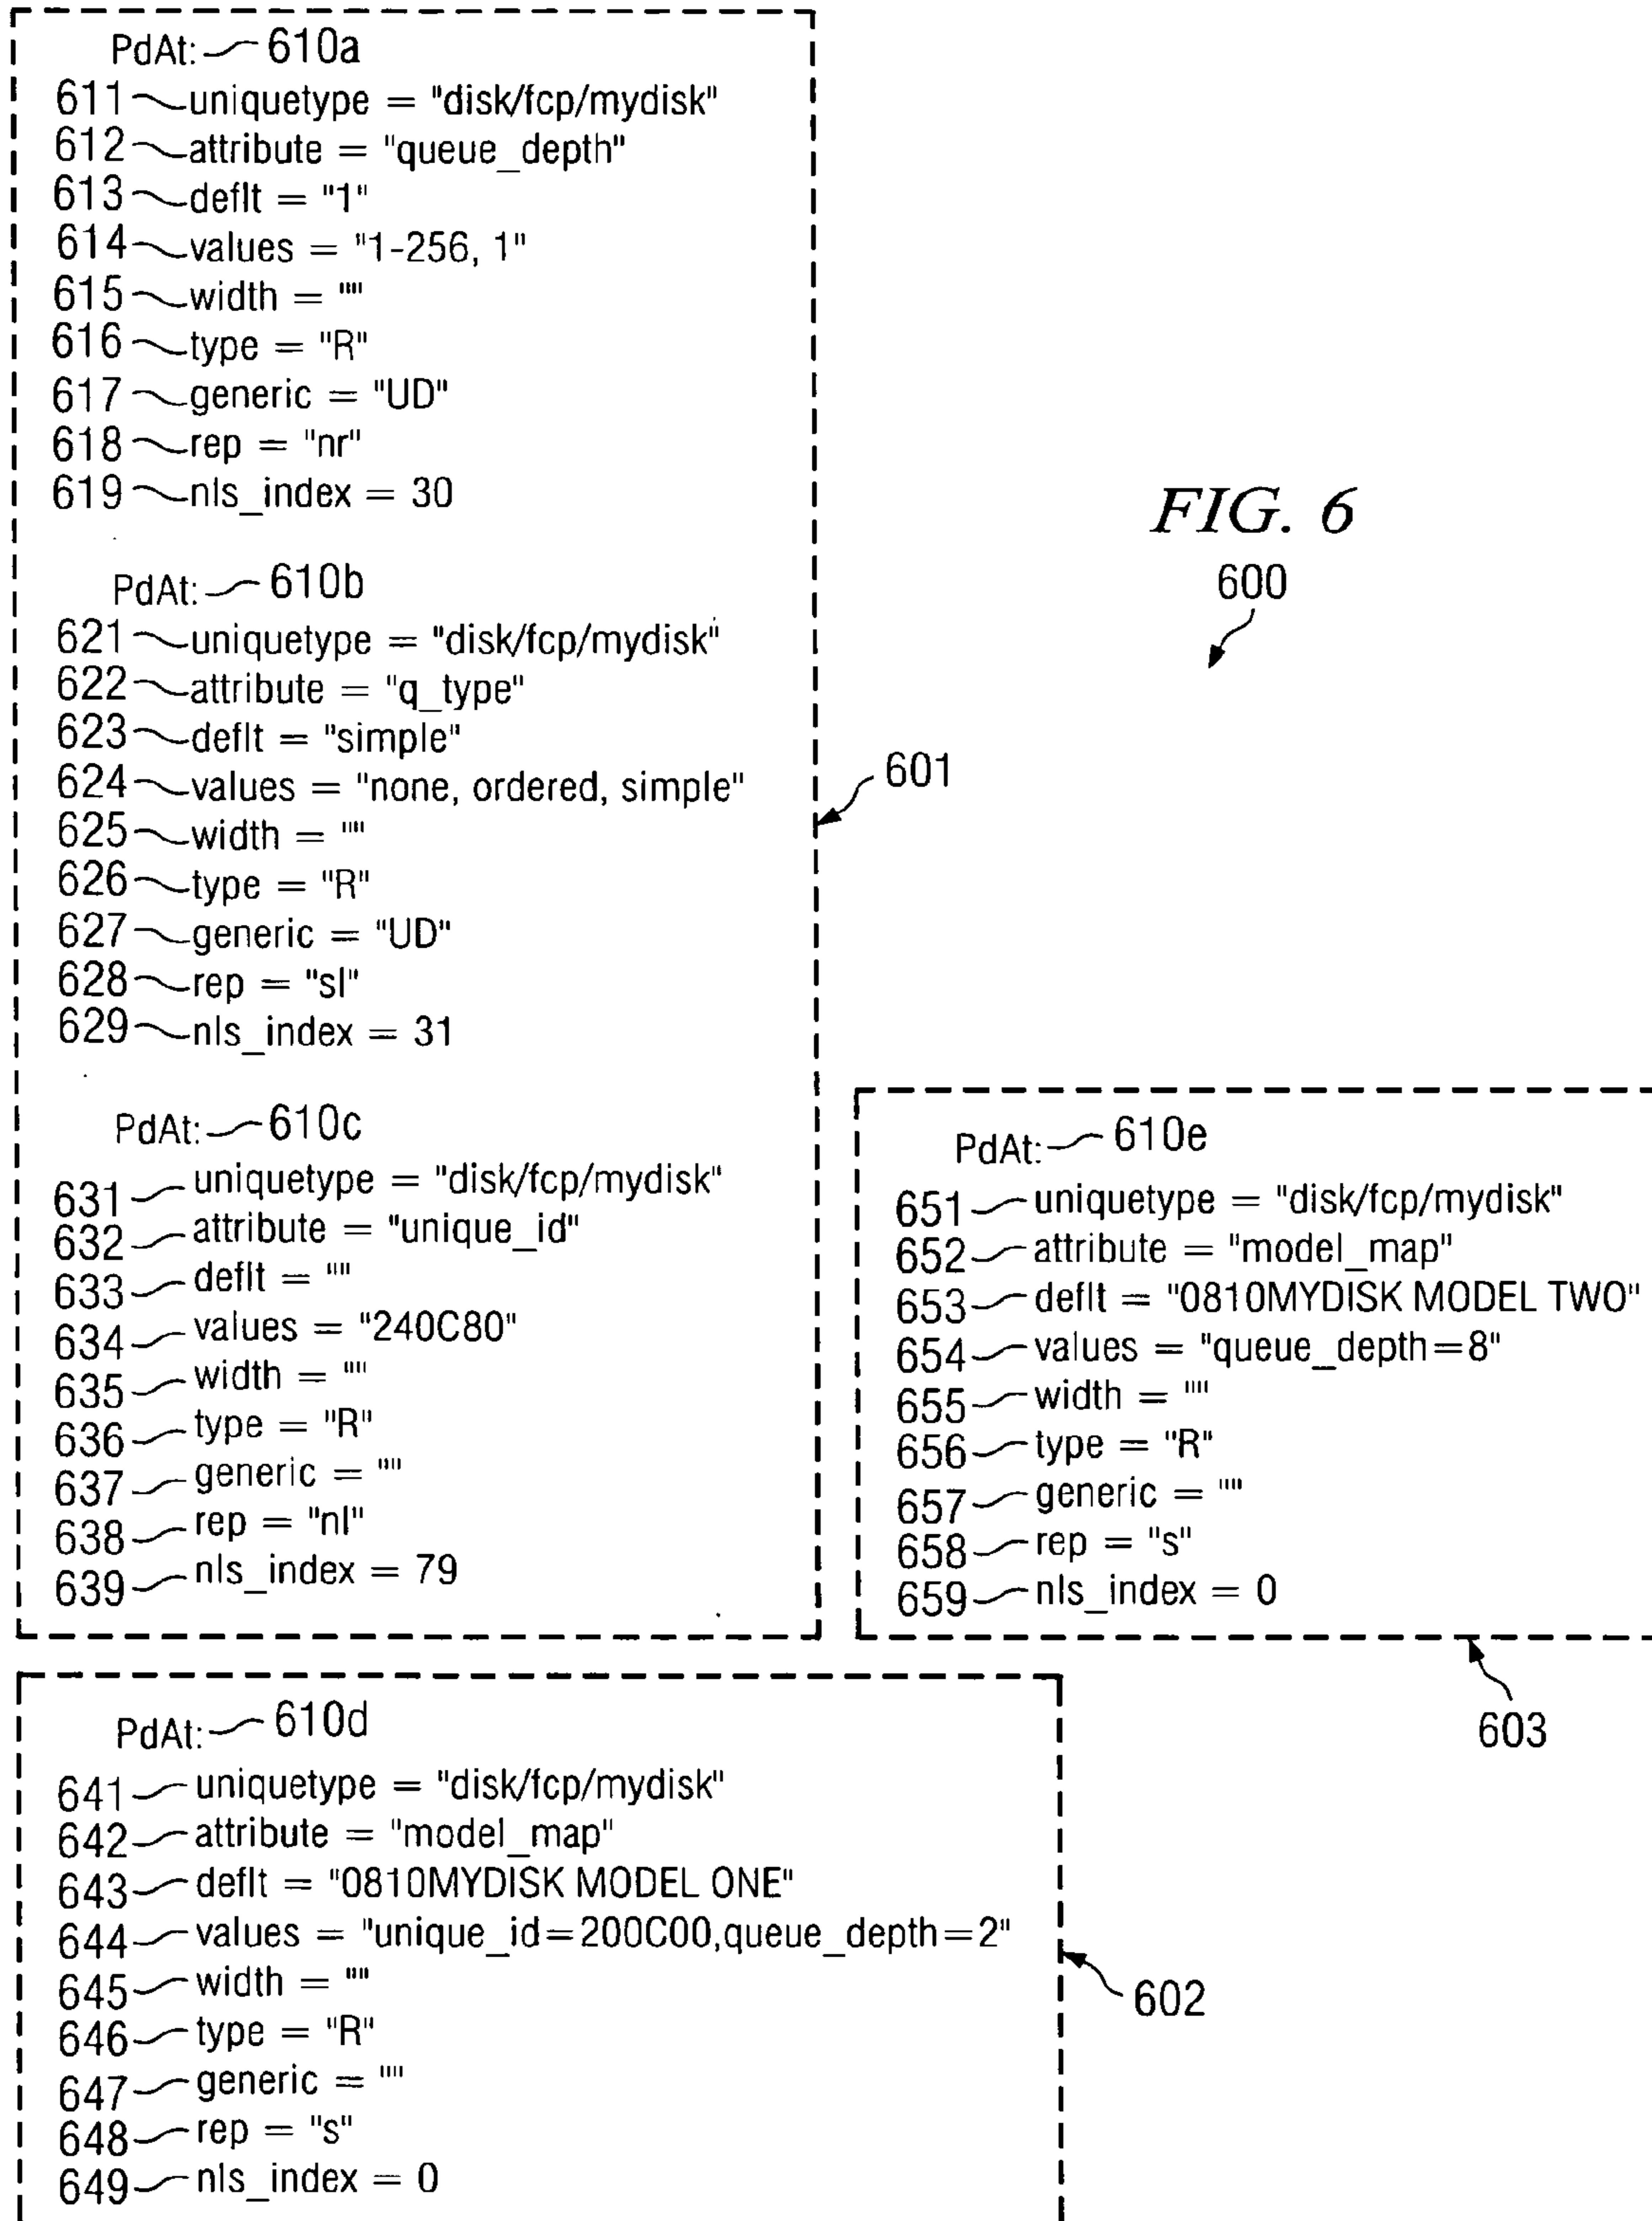 PdAt: 610a
611 uniquetype = "disk/fcp/mydisk"
612 attribute = "queue_depth"
613 deflt = "1"
614 values = "1-256, 1"
615 width = ""
616 type = "R"
617 generic = "UD"
618 rep = "nr"
619 nls_index = 30
FIG. 6
600
PdAt: 610b
621 uniquetype = "disk/fcp/mydisk"
622 attribute = "q_type"
623 deflt = "simple"
624 values = "none, ordered, simple"
625 width = ""
626 type = "R"
627 generic = "UD"
628 rep = "sl"
629 nls_index = 31
601
PdAt: 610c
631 uniquetype = "disk/fcp/mydisk"
632 attribute = "unique_id"
633 deflt = ""
634 values = "240C80"
635 width = ""
636 type = "R"
637 generic = ""
638 rep = "nl"
639 nls_index = 79
PdAt: 610e
651 uniquetype = "disk/fcp/mydisk"
652 attribute = "model_map"
653 deflt = "0810MYDISK MODEL TWO"
654 values = "queue_depth=8"
655 width = ""
656 type = "R"
657 generic = ""
658 rep = "s"
659 nls_index = 0
603
PdAt: 610d
641 uniquetype = "disk/fcp/mydisk"
642 attribute = "model_map"
643 deflt = "0810MYDISK MODEL ONE"
644 values = "unique_id=200C00,queue_depth=2"
645 width = ""
646 type = "R"
647 generic = ""
648 rep = "s"
649 nls_index = 0
602